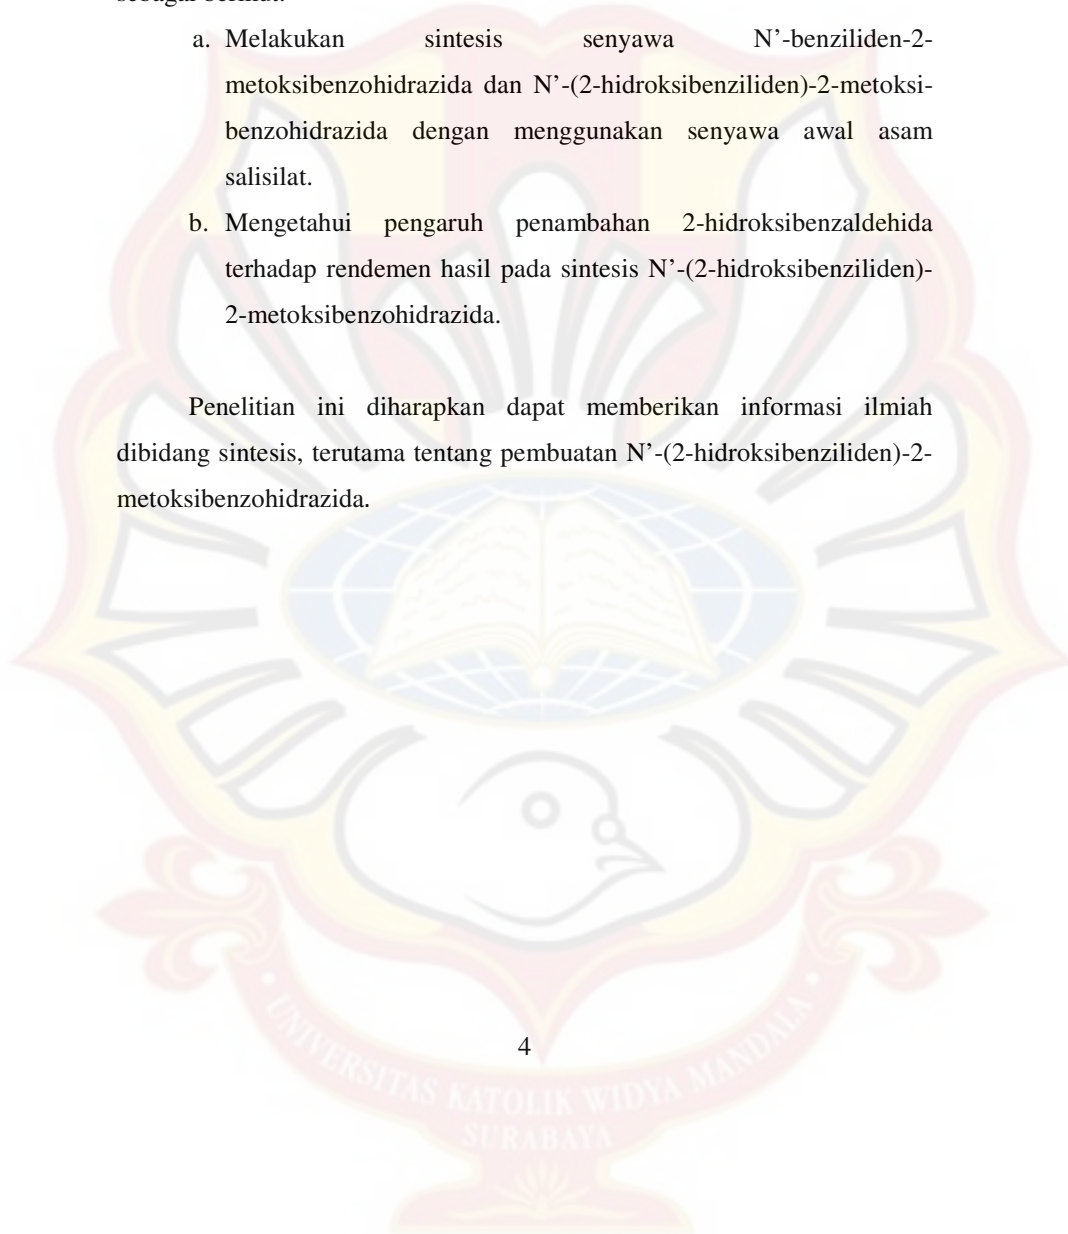 a. Melakukan sintesis senyawa N’-benziliden-2-
metoksibenzohidrazida dan N’-(2-hidroksibenziliden)-2-metoksi-
benzohidrazida dengan menggunakan senyawa awal asam
salisilat.
b. Mengetahui pengaruh penambahan 2-hidroksibenzaldehida
terhadap rendemen hasil pada sintesis N’-(2-hidroksibenziliden)-
2-metoksibenzohidrazida.
Penelitian ini diharapkan dapat memberikan informasi ilmiah
dibidang sintesis, terutama tentang pembuatan N’-(2-hidroksibenziliden)-2-
metoksibenzohidrazida.
4
• UNIVERSITAS KATOLIK WIDYA MANDALA •
SURABAYA